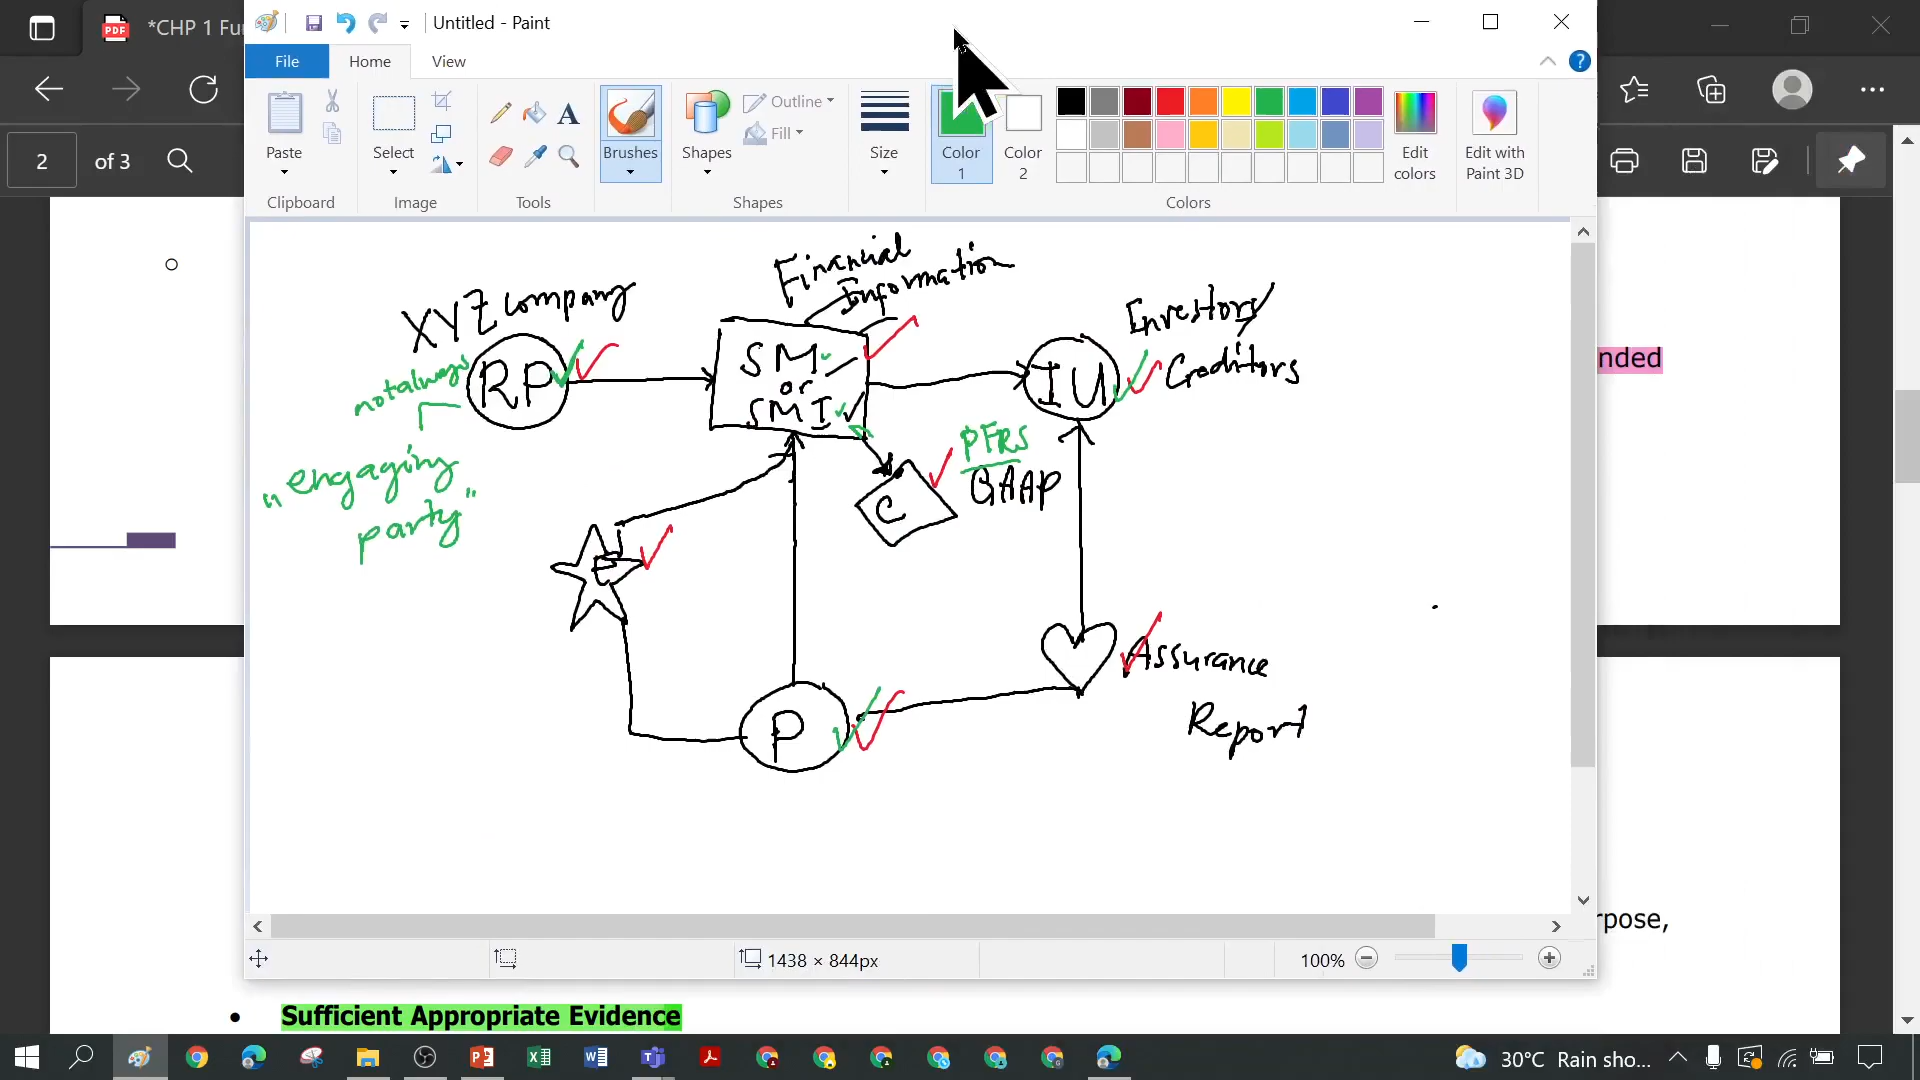 *CHP 1 Fu
Untitled - Paint
File
Home
View
2
of 3
Paste
Select
Brushes
Shapes
Outline
Fill
Size
Color
1
Color
2
Edit
colors
Edit with
Paint 3D
Clipboard
Image
Tools
Shapes
Colors
Financial
Information
XYZ company
Investors/
Creditors
RP
SM
or
SMI
IU
not always
"engaging
party"
PFRS
GAAP
C
E
Assurance
Report
P
nded
rpose,
1438 × 844px
100%
• Sufficient Appropriate Evidence
30°C Rain sho...